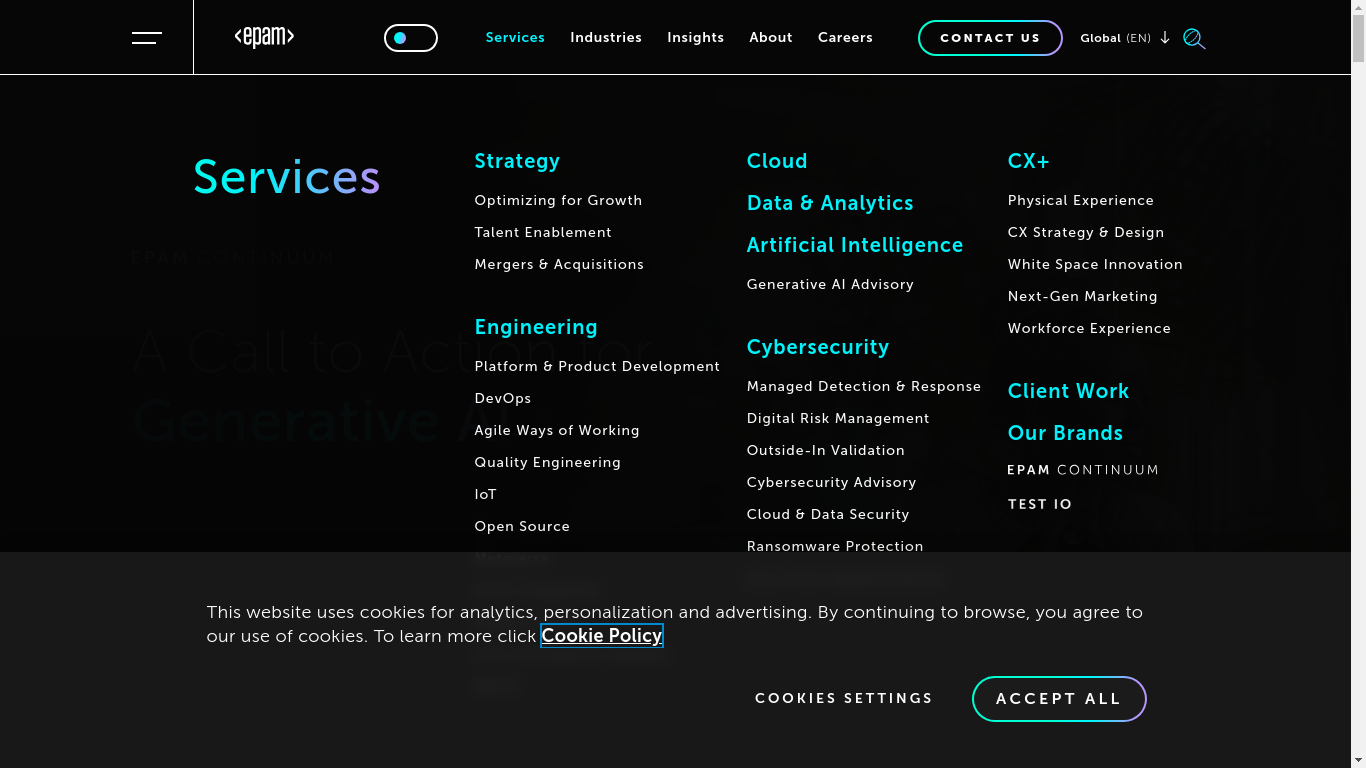 <epam>
Services
Industries
Insights
About
Careers
CONTACT US
Global (EN)
Services
Strategy
Optimizing for Growth
Talent Enablement
Mergers & Acquisitions
Engineering
Platform & Product Development
DevOps
Agile Ways of Working
Quality Engineering
IoT
Open Source
Cloud
Data & Analytics
Artificial Intelligence
Generative AI Advisory
Cybersecurity
Managed Detection & Response
Digital Risk Management
Outside-In Validation
Cybersecurity Advisory
Cloud & Data Security
Ransomware Protection
CX+
Physical Experience
CX Strategy & Design
White Space Innovation
Next-Gen Marketing
Workforce Experience
Client Work
Our Brands
EPAM CONTINUUM
TEST IO
EPAM CONTINUUM
A Call to Action for
Generative AI
This website uses cookies for analytics, personalization and advertising. By continuing to browse, you agree to
our use of cookies. To learn more click Cookie Policy
COOKIES SETTINGS
ACCEPT ALL